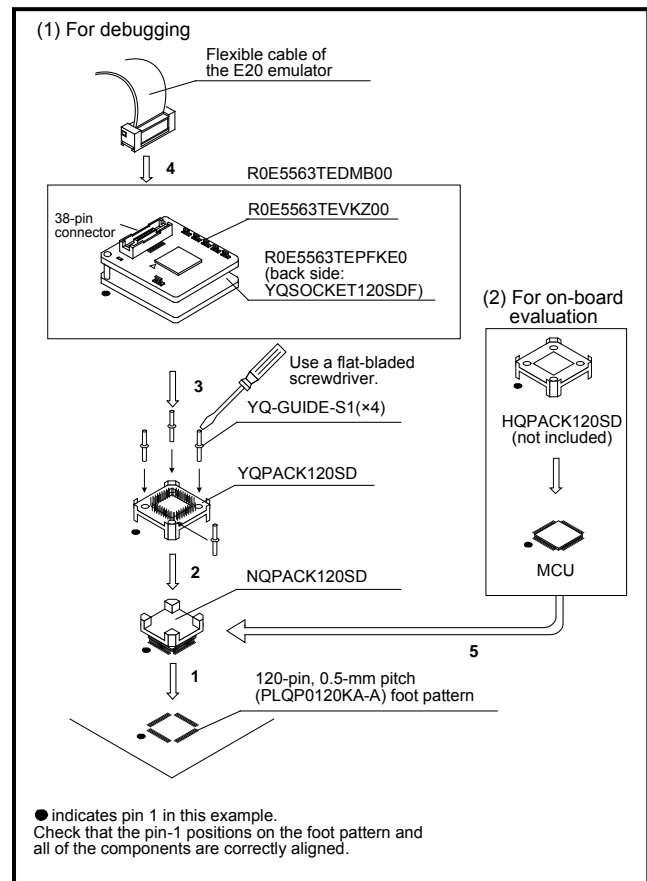 (1) For debugging
Flexible cable of
the E20 emulator
4
R0E5563TEDMB00
38-pin
connector
R0E5563TEVKZ00
R0E5563TEPFKE0
(back side:
YQSOCKET120SDF)
(2) For on-board
evaluation
HQPACK120SD
(not included)
MCU
3
Use a flat-bladed
screwdriver.
YQ-GUIDE-S1(×4)
YQPACK120SD
2
NQPACK120SD
5
1
120-pin, 0.5-mm pitch
(PLQP0120KA-A) foot pattern
● indicates pin 1 in this example.
Check that the pin-1 positions on the foot pattern and
all of the components are correctly aligned.